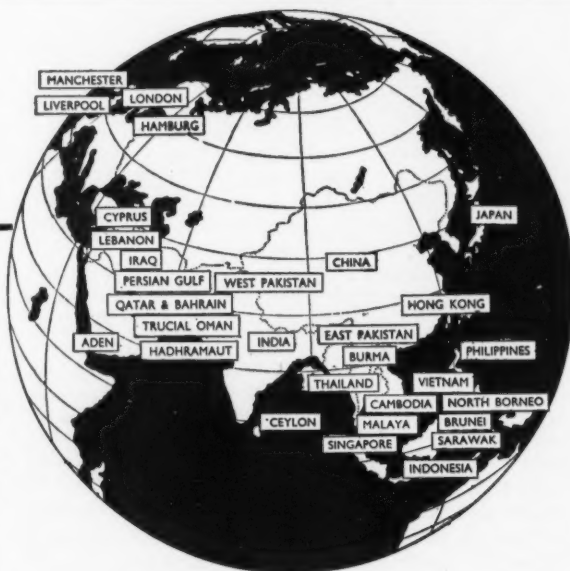 MANCHESTER
LIVERPOOL
LONDON
HAMBURG
CYPRUS
LEBANON
IRAQ
PERSIAN GULF
WEST PAKISTAN
QATAR & BAHRAIN
TRUCIAL OMAN
ADEN
HADHRAMAUT
INDIA
CHINA
JAPAN
HONG KONG
EAST PAKISTAN
BURMA
PHILIPPINES
THAILAND
VIETNAM
CAMBODIA
NORTH BORNEO
CEYLON
MALAYA
BRUNEI
SINGAPORE
SARAWAK
INDONESIA